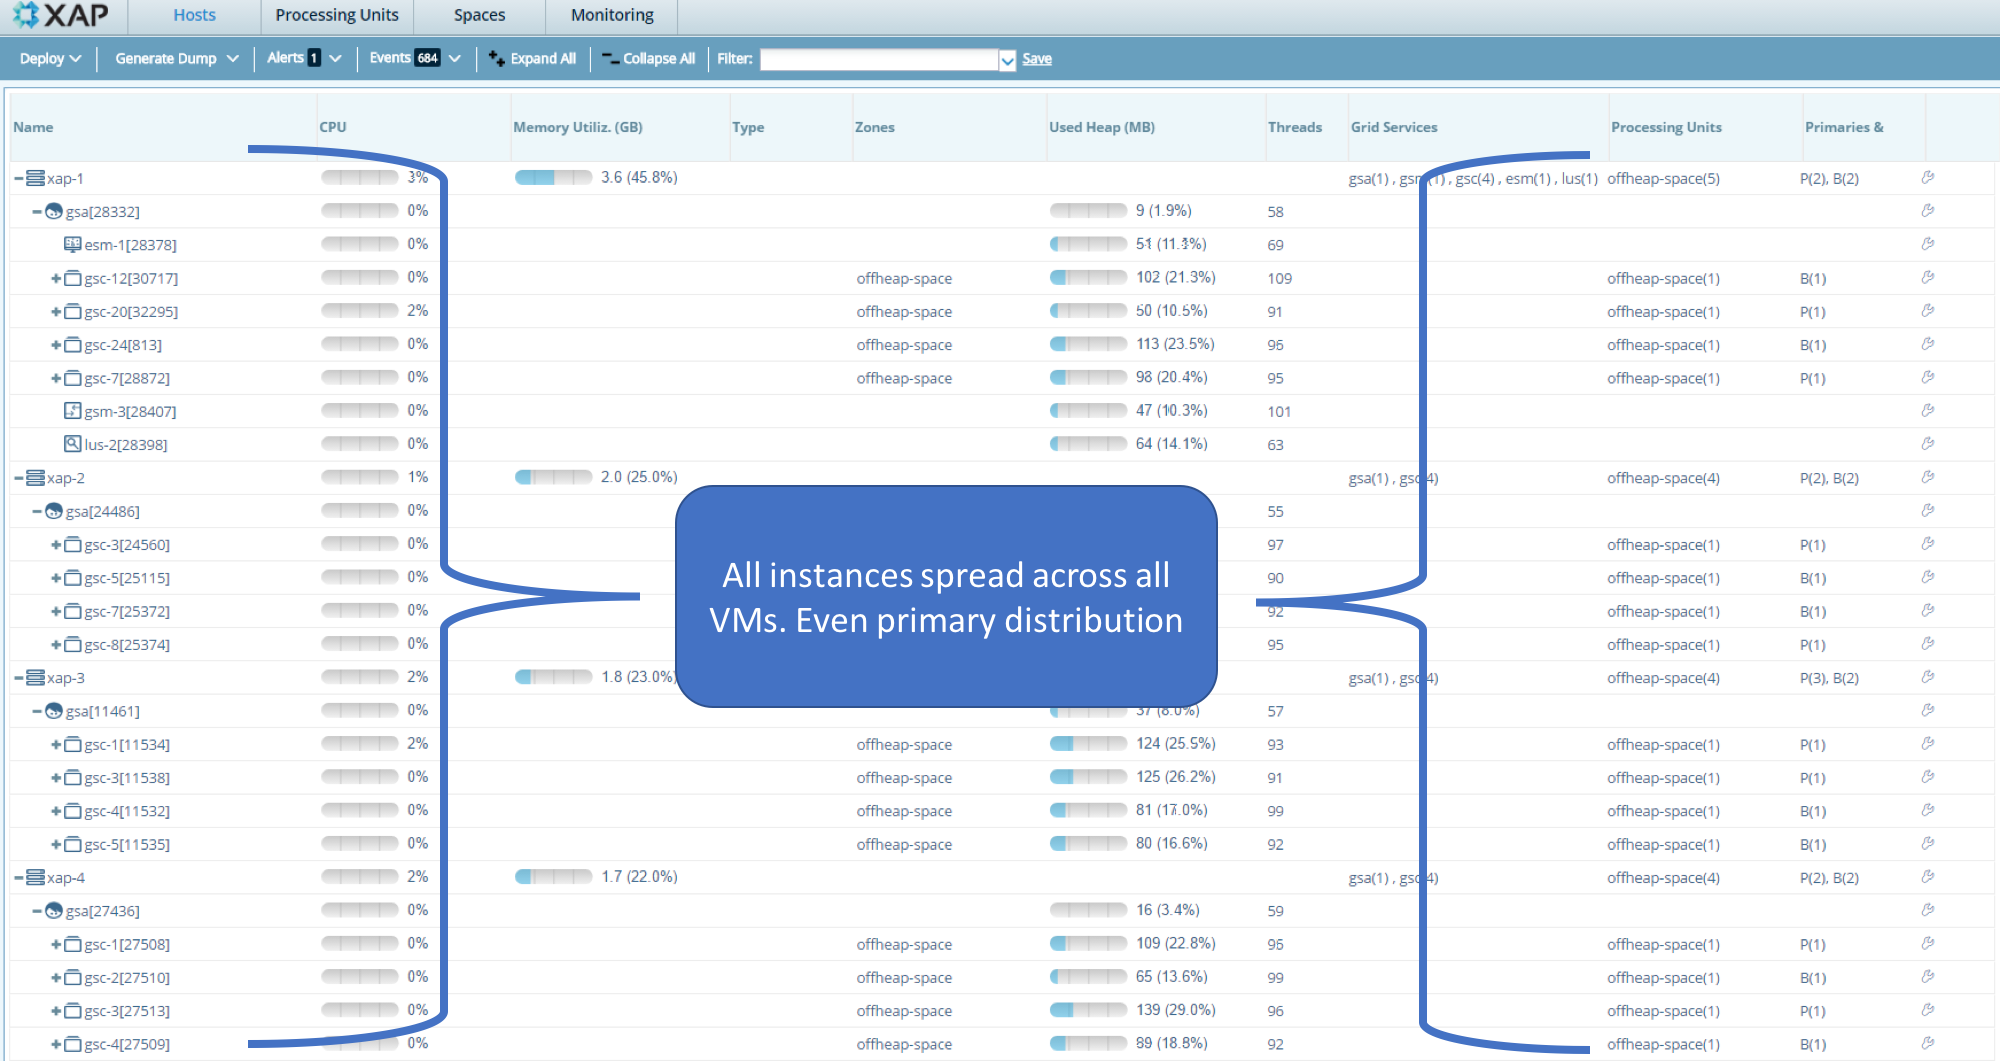 XAP Hosts Processing Units Spaces Monitoring
Deploy Generate Dump Alerts 1 Events 684 Expand All Collapse All Filter: Save
Name CPU Memory Utiliz. (GB) Type Zones Used Heap (MB) Threads Grid Services Processing Units Primaries &
xap-1 3% 3.6 (45.8%) gsa(1) , gsm(1) , gsc(4) , esm(1) , lus(1) offheap-space(5) P(2), B(2)
gsa[28332] 0% 9 (1.9%) 58
esm-1[28378] 0% 69
gsc-12[30717] 0% offheap-space 102 (21.3%) 109 offheap-space(1) B(1)
gsc-20[32295] 2% offheap-space 50 (10.5%) 91 offheap-space(1) P(1)
gsc-24[813] 0% offheap-space 113 (23.5%) 96 offheap-space(1) B(1)
gsc-7[28872] 0% offheap-space 98 (20.4%) 95 offheap-space(1) P(1)
gsm-3[28407] 0% 47 (10.3%) 101
lus-2[28398] 0% 64 (14.1%) 63
xap-2 1% 2.0 (25.0%) gsa(1) , gsc(4) offheap-space(4) P(2), B(2)
gsa[24486] 0% 55
gsc-3[24560] 0% 97 offheap-space(1) P(1)
gsc-5[25115] 0% 90 offheap-space(1) B(1)
gsc-7[25372] 0% 92 offheap-space(1) B(1)
gsc-8[25374] 0% 95 offheap-space(1) P(1)
All instances spread across all
VMs. Even primary distribution
xap-3 2% 1.8 (23.0%) gsa(1) , gsc(4) offheap-space(4) P(3), B(2)
gsa[11461] 0% 37 (8.0%) 57
gsc-1[11534] 2% offheap-space 124 (25.5%) 93 offheap-space(1) P(1)
gsc-3[11538] 0% offheap-space 125 (26.2%) 91 offheap-space(1) P(1)
gsc-4[11532] 0% offheap-space 81 (17.0%) 99 offheap-space(1) B(1)
gsc-5[11535] 0% offheap-space 80 (16.6%) 92 offheap-space(1) B(1)
xap-4 2% 1.7 (22.0%) gsa(1) , gsc(4) offheap-space(4) P(2), B(2)
gsa[27436] 0% 16 (3.4%) 59
gsc-1[27508] 0% offheap-space 109 (22.8%) 95 offheap-space(1) P(1)
gsc-2[27510] 0% offheap-space 65 (13.6%) 99 offheap-space(1) B(1)
gsc-3[27513] 0% offheap-space 139 (29.0%) 96 offheap-space(1) P(1)
gsc-4[27509] 0% offheap-space (18.8%) 92 offheap-space(1) B(1)